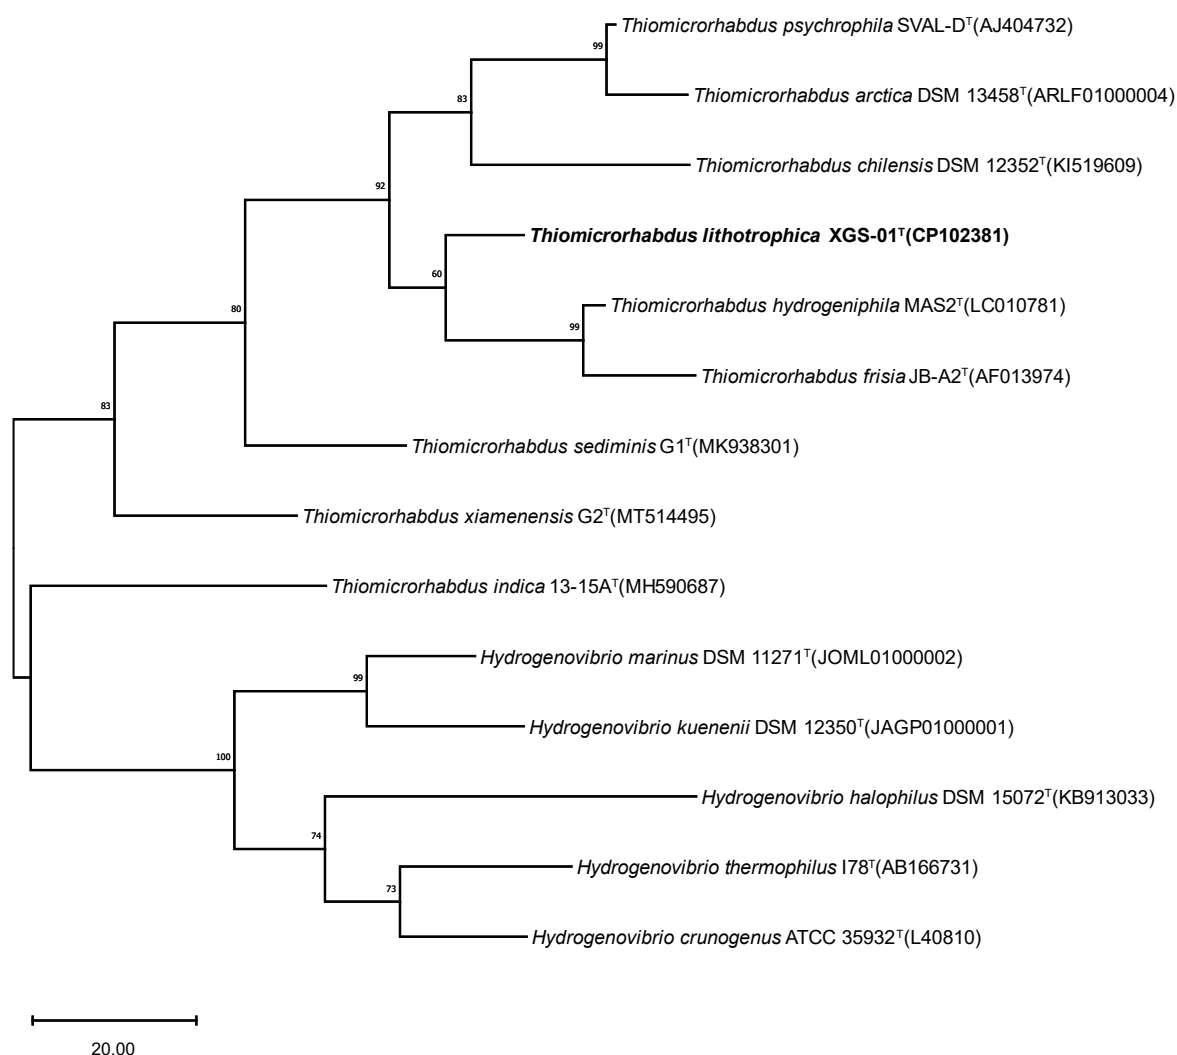 Thiomicrorhabdus psychrophila SVAL-Dᵀ(AJ404732)
99
Thiomicrorhabdus arctica DSM 13458ᵀ(ARLF01000004)
83
Thiomicrorhabdus chilensis DSM 12352ᵀ(KI519609)
92
Thiomicrorhabdus lithotrophica XGS-01ᵀ(CP102381)
60
Thiomicrorhabdus hydrogeniphila MAS2ᵀ(LC010781)
80
99
Thiomicrorhabdus frisia JB-A2ᵀ(AF013974)
83
Thiomicrorhabdus sediminis G1ᵀ(MK938301)
Thiomicrorhabdus xiamenensis G2ᵀ(MT514495)
Thiomicrorhabdus indica 13-15Aᵀ(MH590687)
Hydrogenovibrio marinus DSM 11271ᵀ(JOML01000002)
99
Hydrogenovibrio kuenenii DSM 12350ᵀ(JAGP01000001)
100
Hydrogenovibrio halophilus DSM 15072ᵀ(KB913033)
74
Hydrogenovibrio thermophilus I78ᵀ(AB166731)
73
Hydrogenovibrio crunogenus ATCC 35932ᵀ(L40810)
20.00